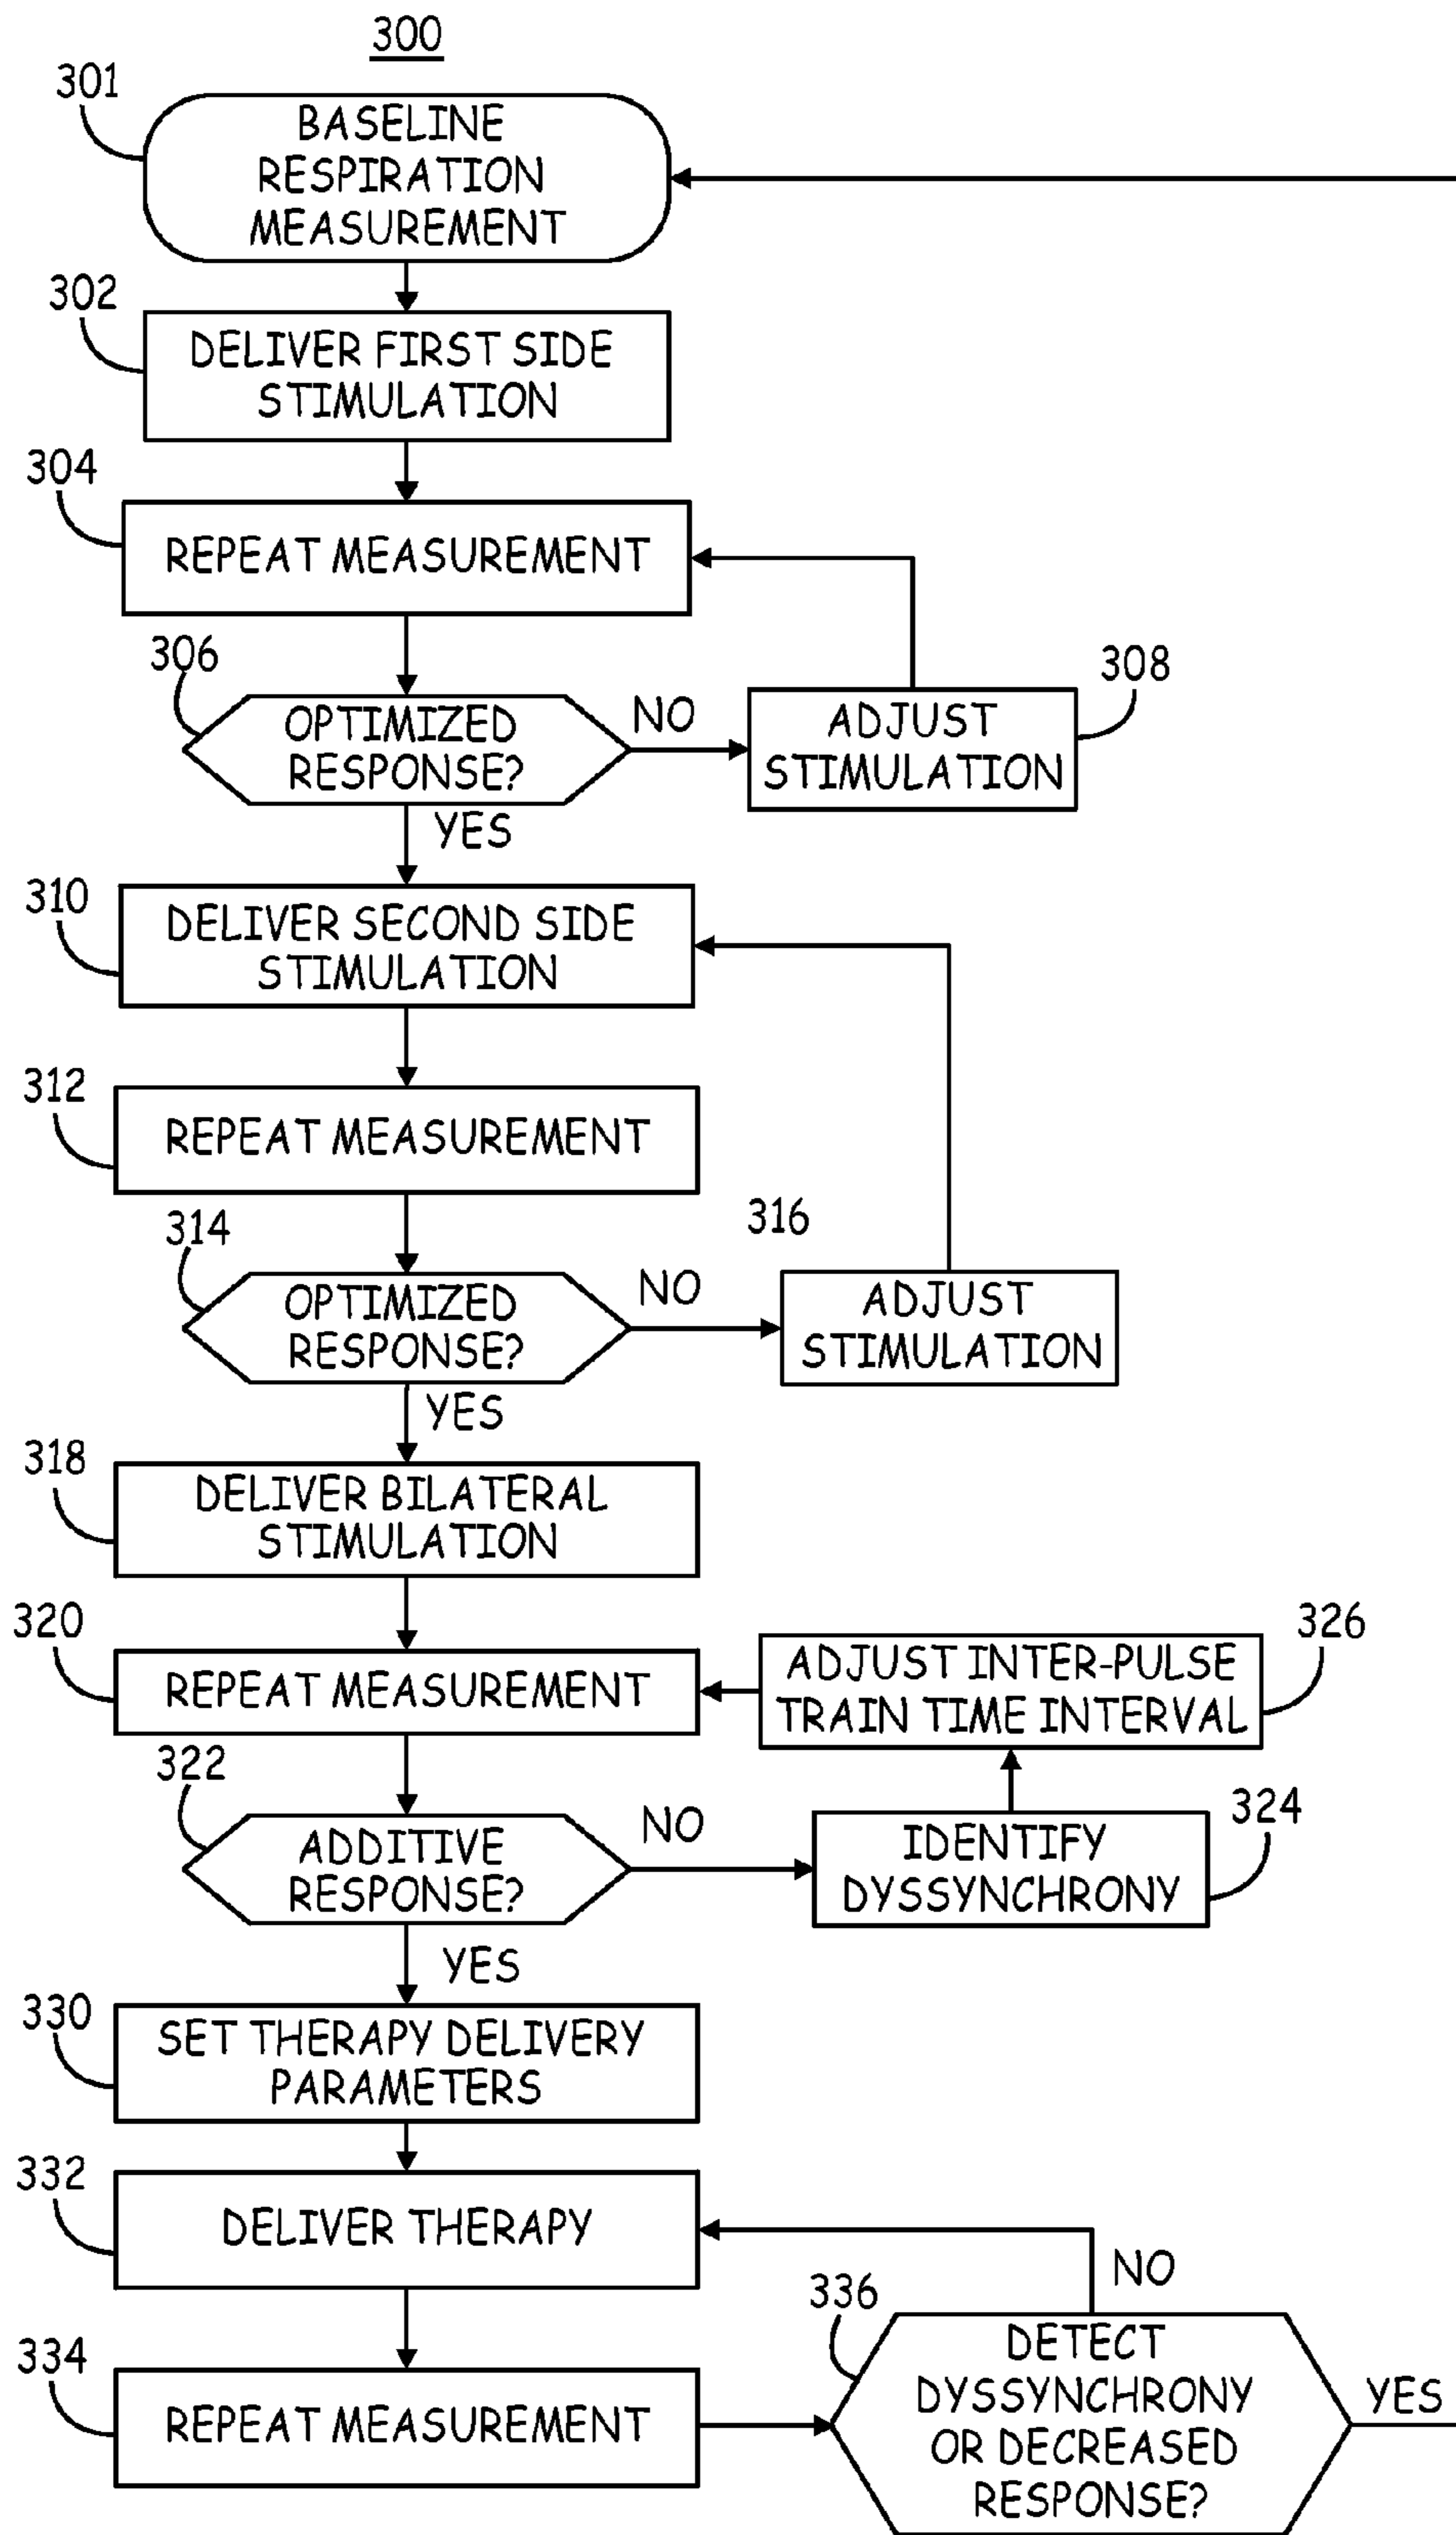 300
301
BASELINE
RESPIRATION
MEASUREMENT
302
DELIVER FIRST SIDE
STIMULATION
304
REPEAT MEASUREMENT
306
OPTIMIZED
RESPONSE?
NO
308
ADJUST
STIMULATION
YES
310
DELIVER SECOND SIDE
STIMULATION
312
REPEAT MEASUREMENT
314
OPTIMIZED
RESPONSE?
NO
316
ADJUST
STIMULATION
YES
318
DELIVER BILATERAL
STIMULATION
320
REPEAT MEASUREMENT
326
ADJUST INTER-PULSE
TRAIN TIME INTERVAL
322
ADDITIVE
RESPONSE?
NO
324
IDENTIFY
DYSSYNCHRONY
YES
330
SET THERAPY DELIVERY
PARAMETERS
332
DELIVER THERAPY
NO
334
REPEAT MEASUREMENT
336
DETECT
DYSSYNCHRONY
OR DECREASED
RESPONSE?
YES